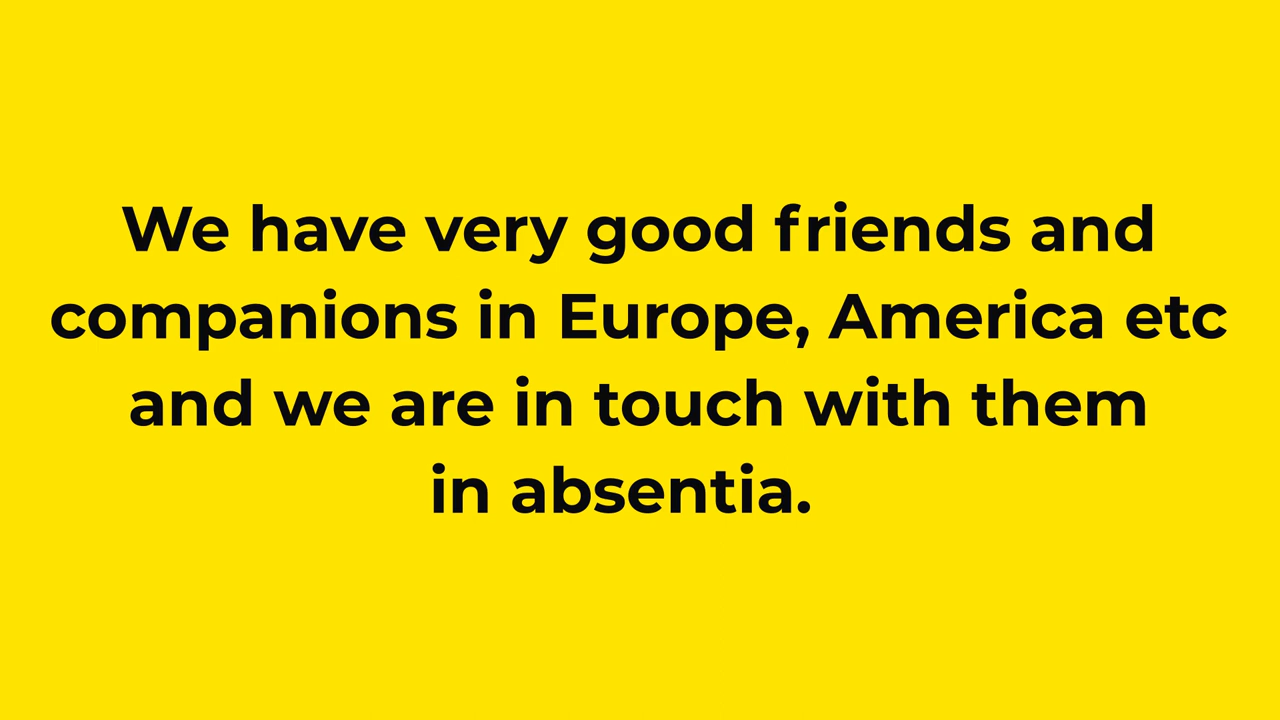 We have very good friends and
companions in Europe, America etc
and we are in touch with them
in absentia.